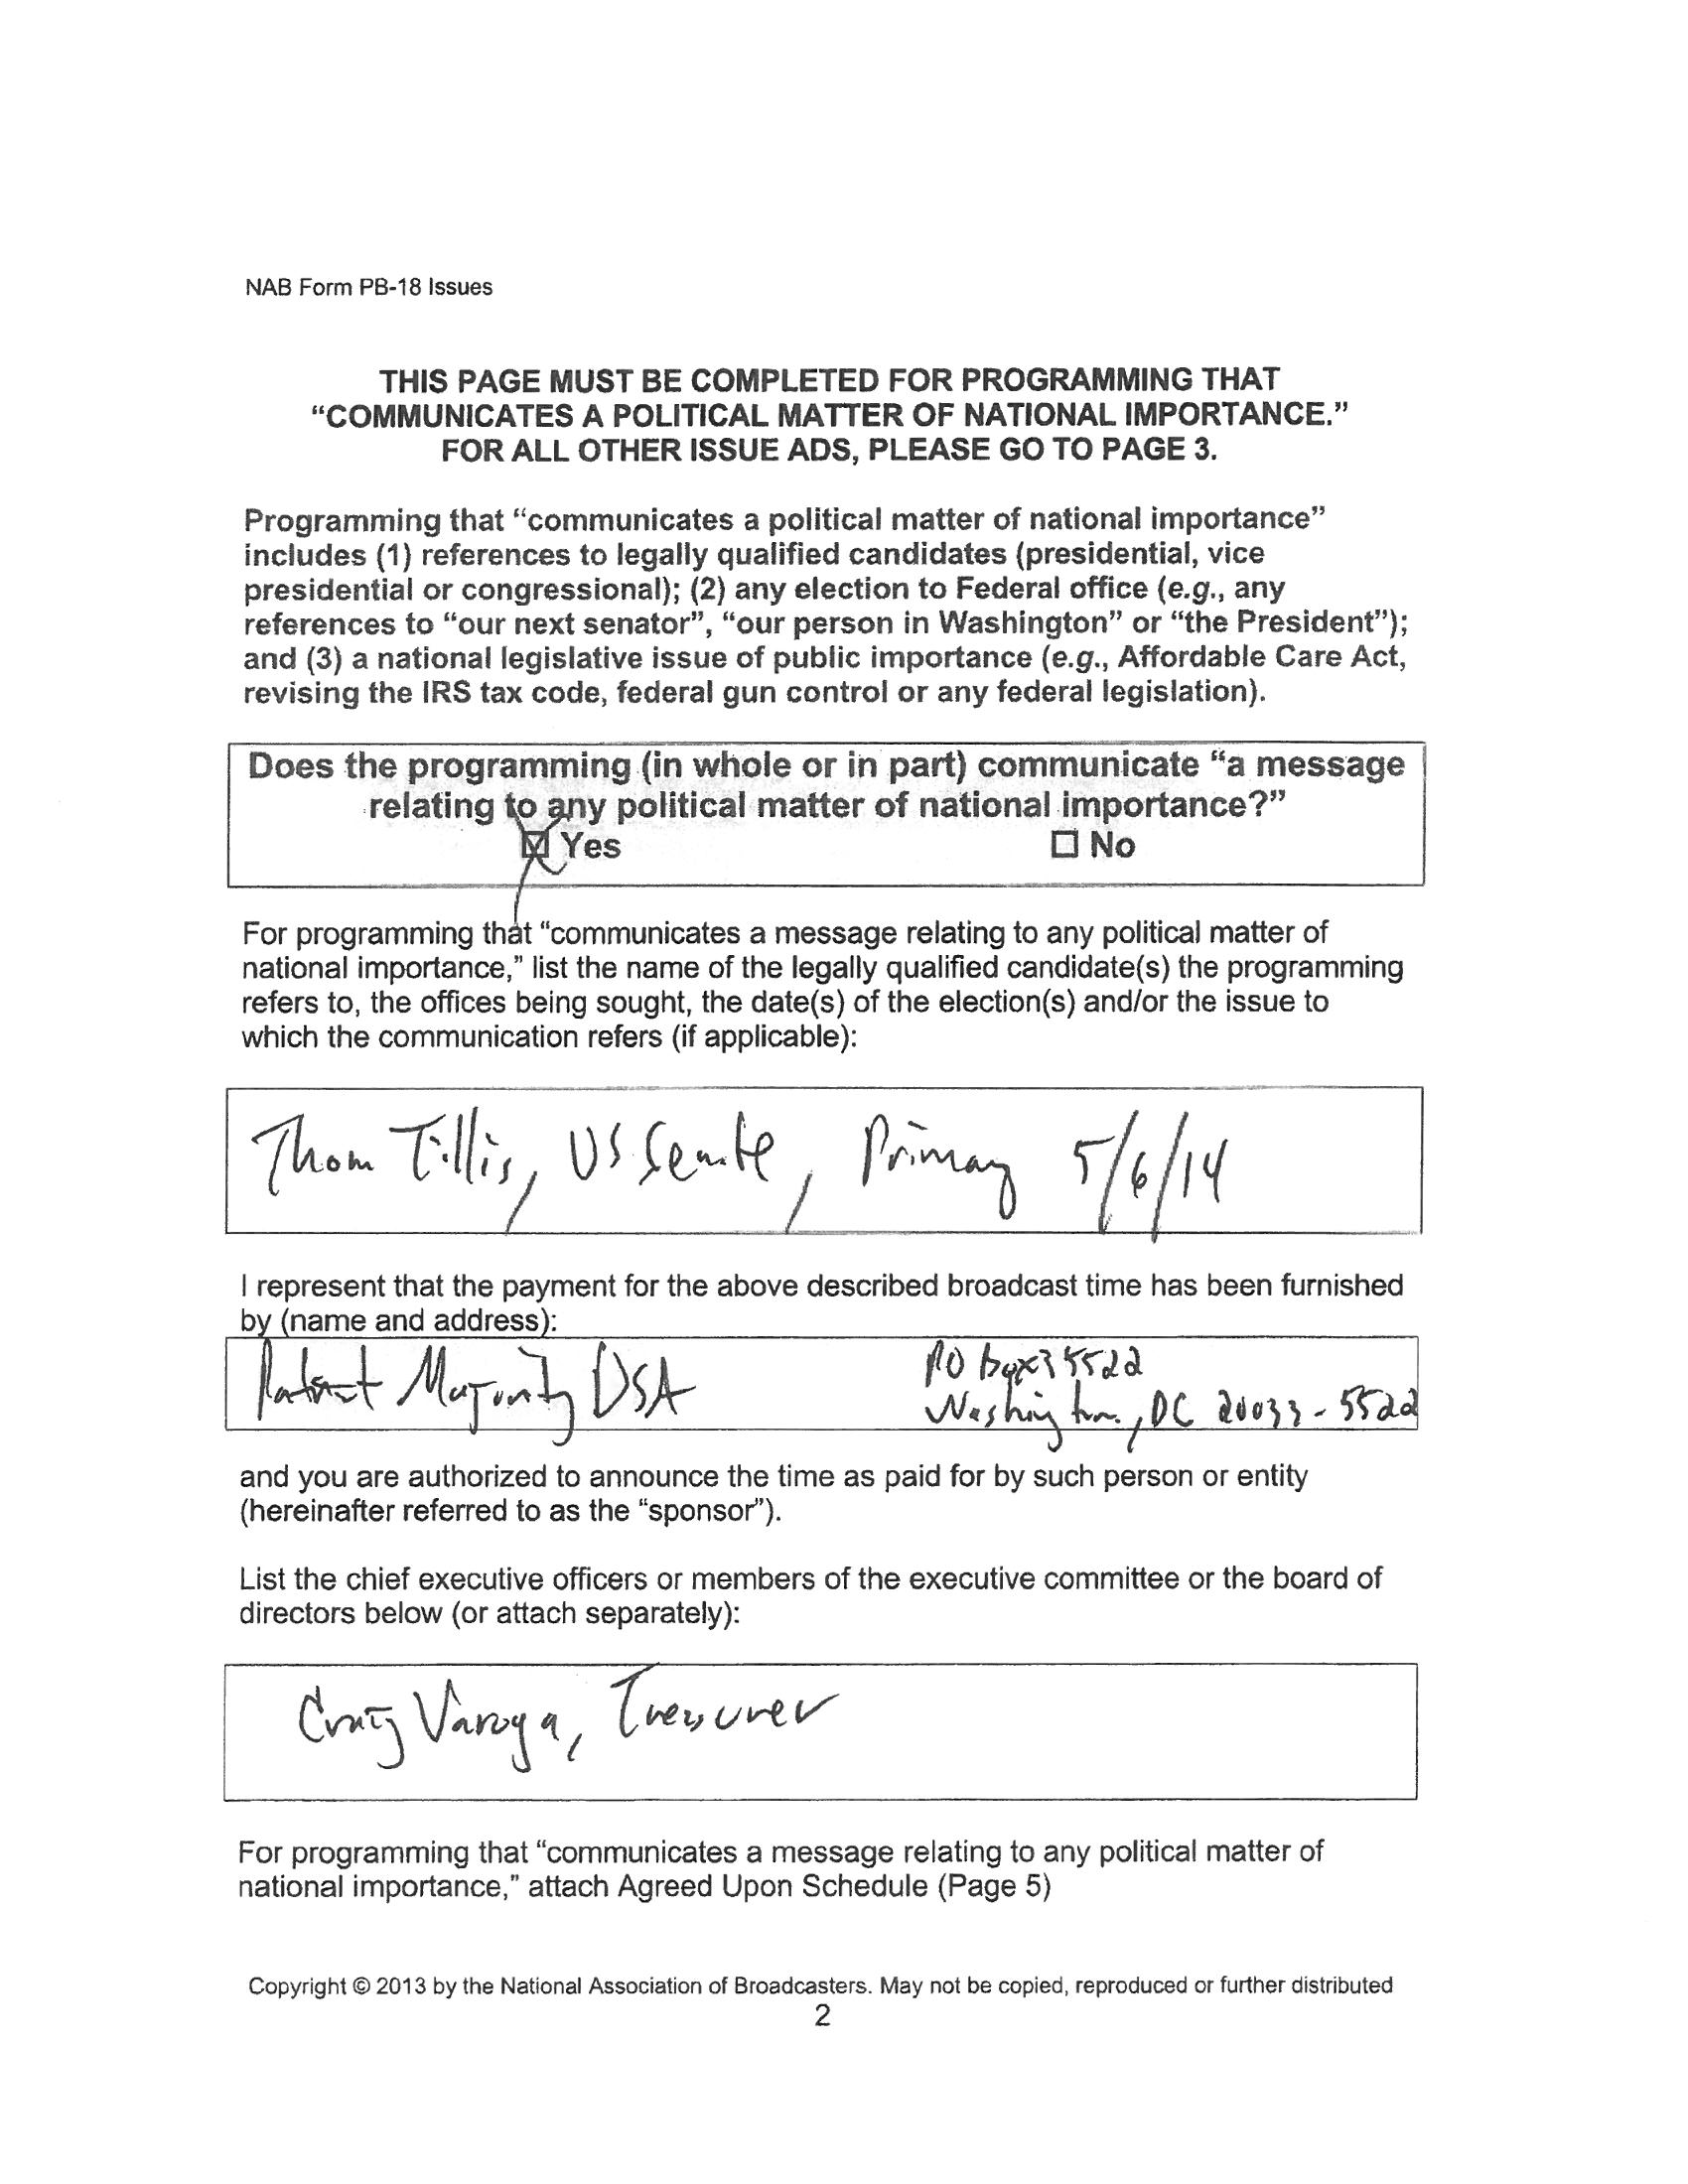 NAB Form PB-18 Issues
THIS PAGE MUST BE COMPLETED FOR PROGRAMMING THAT
“COMMUNICATES A POLITICAL MATTER OF NATIONAL IMPORTANCE.”
FOR ALL OTHER ISSUE ADS, PLEASE GO TO PAGE 3.
Programming that “communicates a political matter of national importance”
includes (1) references to legally qualified candidates (presidential, vice
presidential or congressional); (2) any election to Federal office (e.g., any
references to “our next senator”, “our person in Washington” or “the President”);
and (3) a national legislative issue of public importance (e.g., Affordable Care Act,
revising the IRS tax code, federal gun control or any federal legislation).
Does the programming (in whole or in part) communicate “a message
relating to any political matter of national importance?”
☒ Yes ☐ No
For programming that “communicates a message relating to any political matter of
national importance,” list the name of the legally qualified candidate(s) the programming
refers to, the offices being sought, the date(s) of the election(s) and/or the issue to
which the communication refers (if applicable):
Thom Tillis, US Senate, Primary 5/6/14
I represent that the payment for the above described broadcast time has been furnished
by (name and address):
Patriot Majority USA PO Box 35522
Washington, DC 20033-5522
and you are authorized to announce the time as paid for by such person or entity
(hereinafter referred to as the “sponsor”).
List the chief executive officers or members of the executive committee or the board of
directors below (or attach separately):
Craig Varoga, Treasurer
For programming that “communicates a message relating to any political matter of
national importance,” attach Agreed Upon Schedule (Page 5)
Copyright © 2013 by the National Association of Broadcasters. May not be copied, reproduced or further distributed
2